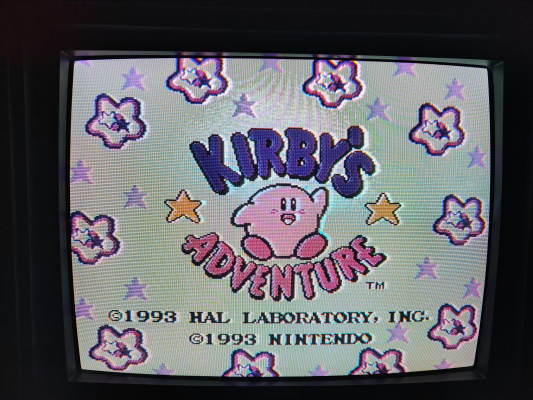 KIRBY'S
ADVENTURE
TM
©1993 HAL LABORATORY, INC.
©1993 NINTENDO